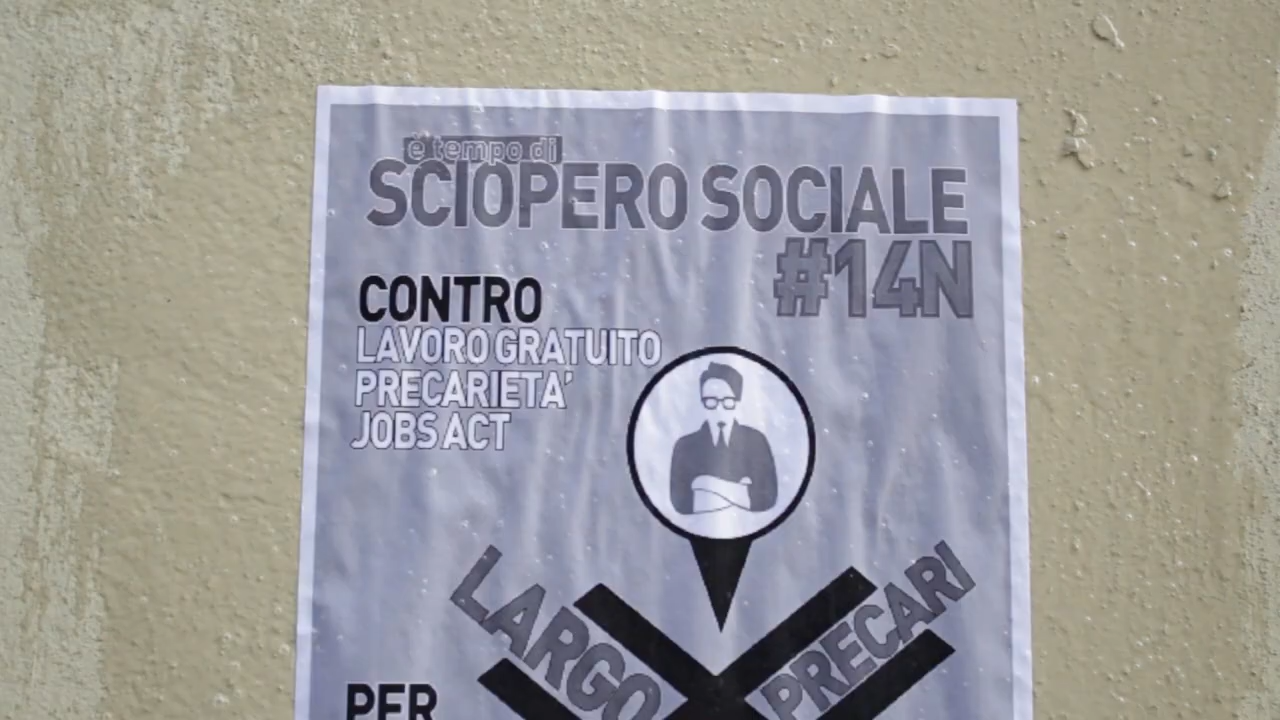 è tempo di
SCIOPERO SOCIALE
#14N
CONTRO
LAVORO GRATUITO
PRECARIETA'
JOBS ACT
LARGO
PRECARI
PER